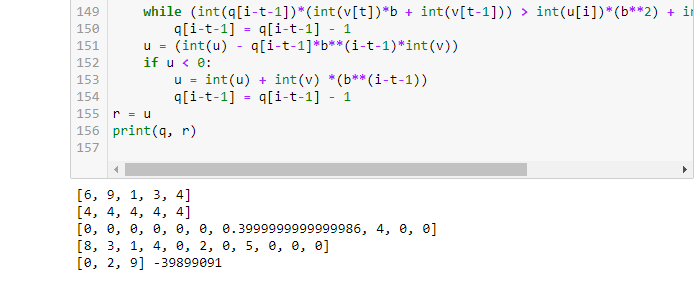 149 while (int(q[i-t-1])*(int(v[t])*b + int(v[t-1])) > int(u[i])*(b**2) + in
150 q[i-t-1] = q[i-t-1] - 1
151 u = (int(u) - q[i-t-1]*b**(i-t-1)*int(v))
152 if u < 0:
153 u = int(u) + int(v) *(b**(i-t-1))
154 q[i-t-1] = q[i-t-1] - 1
155 r = u
156 print(q, r)
157
[6, 9, 1, 3, 4]
[4, 4, 4, 4, 4]
[0, 0, 0, 0, 0, 0, 0.3999999999999986, 4, 0, 0]
[8, 3, 1, 4, 0, 2, 0, 5, 0, 0, 0]
[0, 2, 9] -39899091